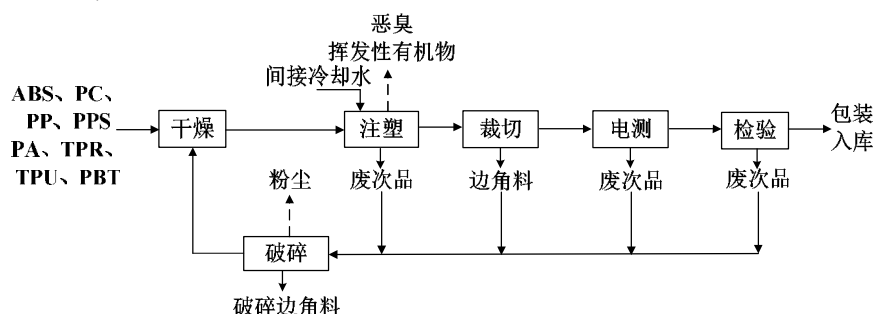 恶臭
挥发性有机物
间接冷却水
ABS、PC、
PP、PPS
PA、TPR、
TPU、PBT
干燥
注塑
裁切
电测
检验
包装
入库
粉尘
废次品
边角料
废次品
废次品
破碎
破碎边角料